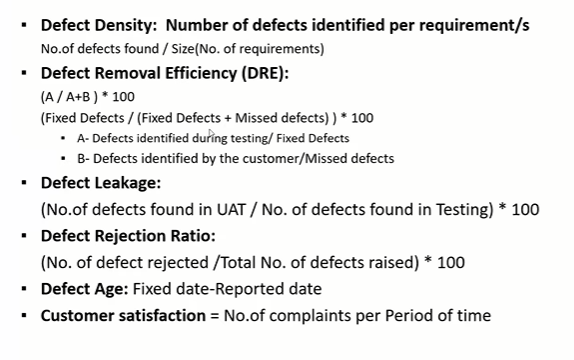 ▪ Defect Density:  Number of defects identified per requirement/s
No.of defects found / Size(No. of requirements)
▪ Defect Removal Efficiency (DRE):
(A / A+B ) * 100
(Fixed Defects / (Fixed Defects + Missed defects) ) * 100
• A- Defects identified during testing/ Fixed Defects
• B- Defects identified by the customer/Missed defects
▪ Defect Leakage:
(No.of defects found in UAT / No. of defects found in Testing) * 100
▪ Defect Rejection Ratio:
(No. of defect rejected /Total No. of defects raised) * 100
▪ Defect Age: Fixed date-Reported date
▪ Customer satisfaction = No.of complaints per Period of time